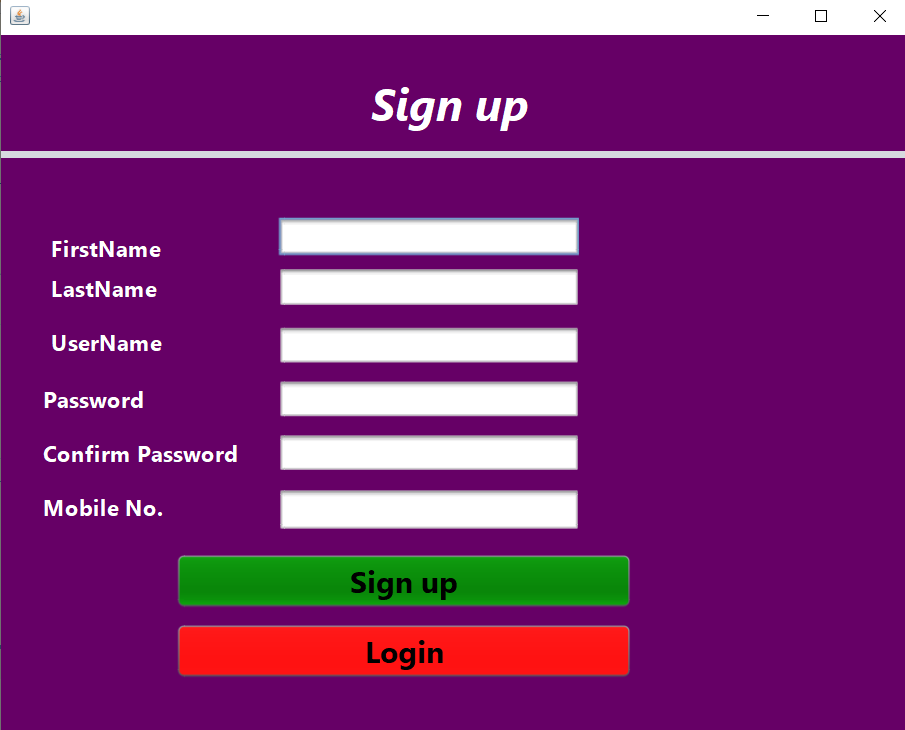 Sign up
FirstName
LastName
UserName
Password
Confirm Password
Mobile No.
Sign up
Login